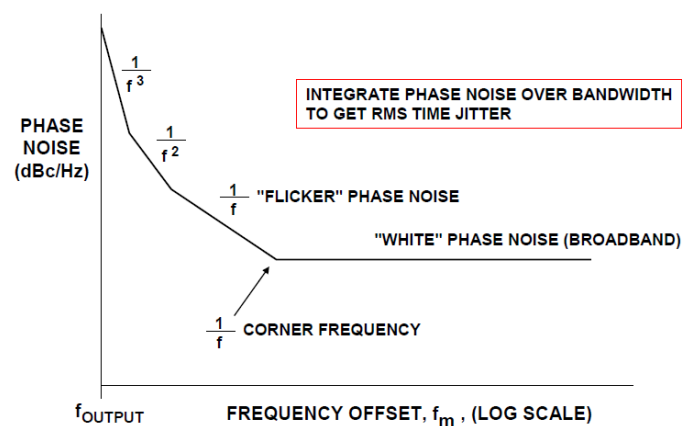 1
f3
INTEGRATE PHASE NOISE OVER BANDWIDTH
TO GET RMS TIME JITTER
PHASE
NOISE
(dBc/Hz)
1
f2
1
f
"FLICKER" PHASE NOISE
"WHITE" PHASE NOISE (BROADBAND)
1
f
CORNER FREQUENCY
fOUTPUT
FREQUENCY OFFSET, fm , (LOG SCALE)